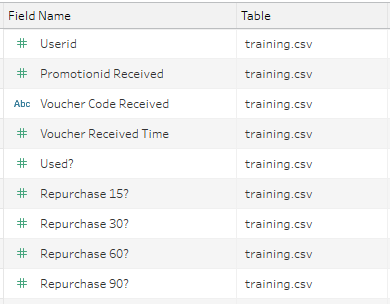 Field Name Table
# Userid training.csv
# Promotionid Received training.csv
Abc Voucher Code Received training.csv
# Voucher Received Time training.csv
# Used? training.csv
# Repurchase 15? training.csv
# Repurchase 30? training.csv
# Repurchase 60? training.csv
# Repurchase 90? training.csv